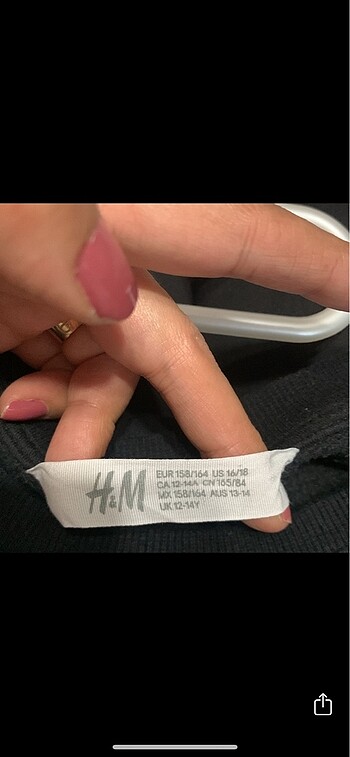 H&M
EUR 158/164 US 16/18
CA 12-14A CN 165/84
MX 158/164 AUS 13-14
UK 12-14Y